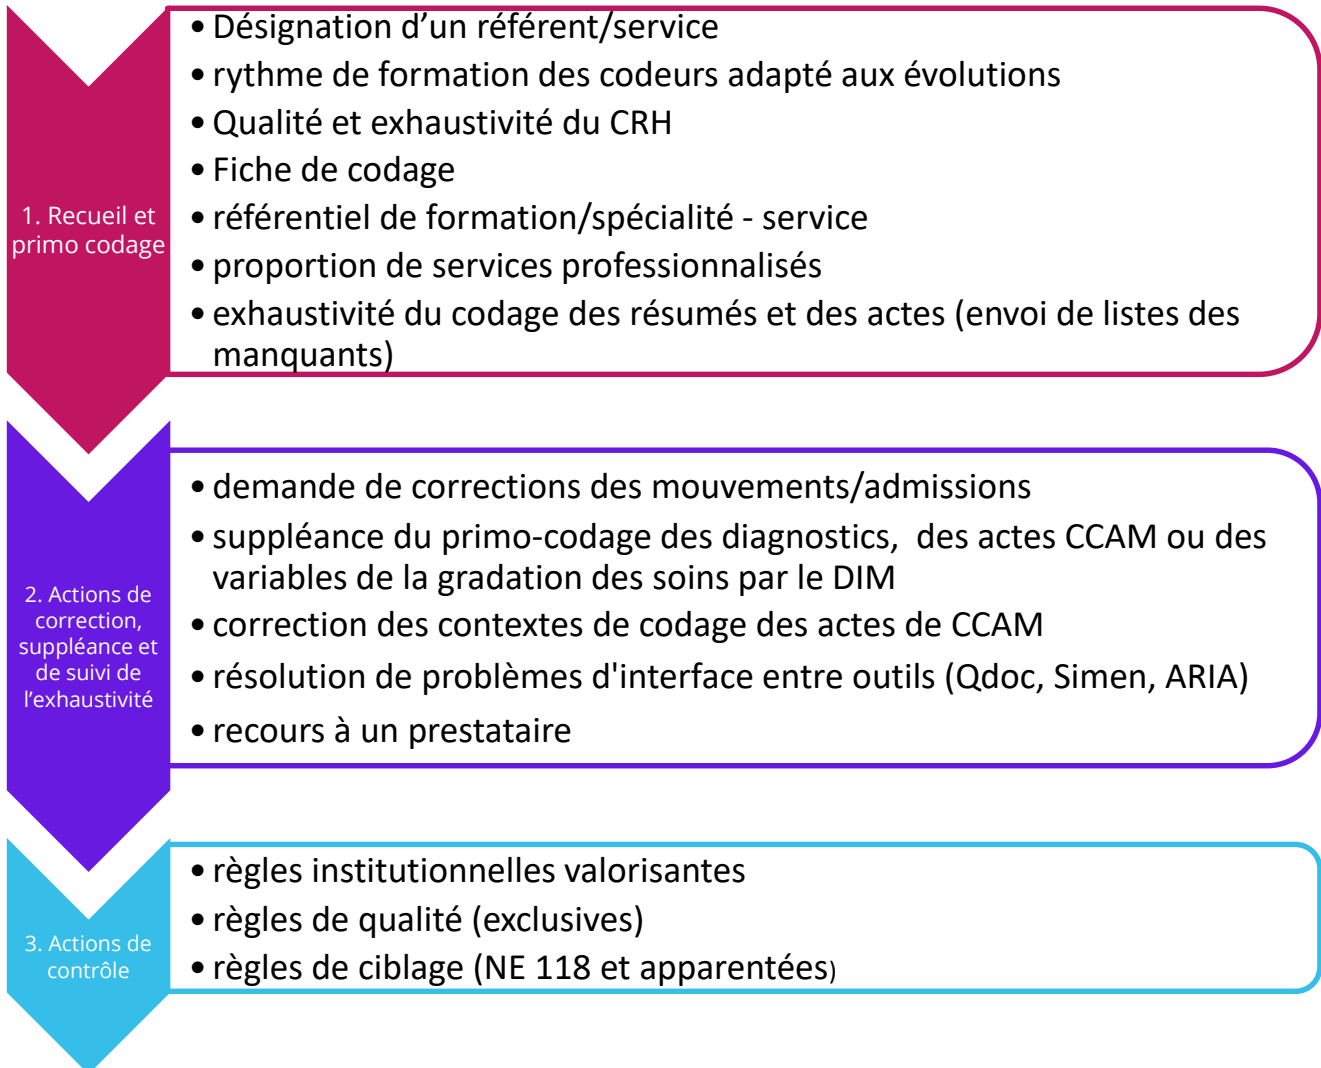 1. Recueil et
primo codage
• Désignation d’un référent/service
• rythme de formation des codeurs adapté aux évolutions
• Qualité et exhaustivité du CRH
• Fiche de codage
• référentiel de formation/spécialité - service
• proportion de services professionnalisés
• exhaustivité du codage des résumés et des actes (envoi de listes des
manquants)
2. Actions de
correction,
suppléance et
de suivi de
l’exhaustivité
• demande de corrections des mouvements/admissions
• suppléance du primo-codage des diagnostics,  des actes CCAM ou des
variables de la gradation des soins par le DIM
• correction des contextes de codage des actes de CCAM
• résolution de problèmes d'interface entre outils (Qdoc, Simen, ARIA)
• recours à un prestataire
3. Actions de
contrôle
• règles institutionnelles valorisantes
• règles de qualité (exclusives)
• règles de ciblage (NE 118 et apparentées)